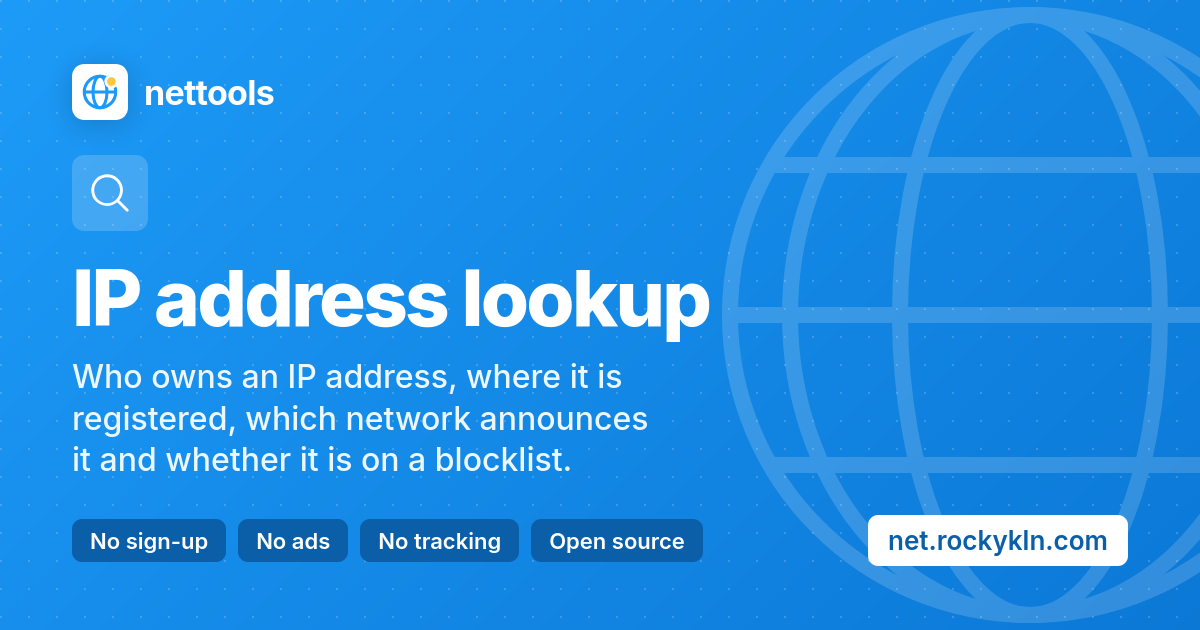 nettools
IP address lookup
Who owns an IP address, where it is
registered, which network announces
it and whether it is on a blocklist.
No sign-up
No ads
No tracking
Open source
net.rockykln.com